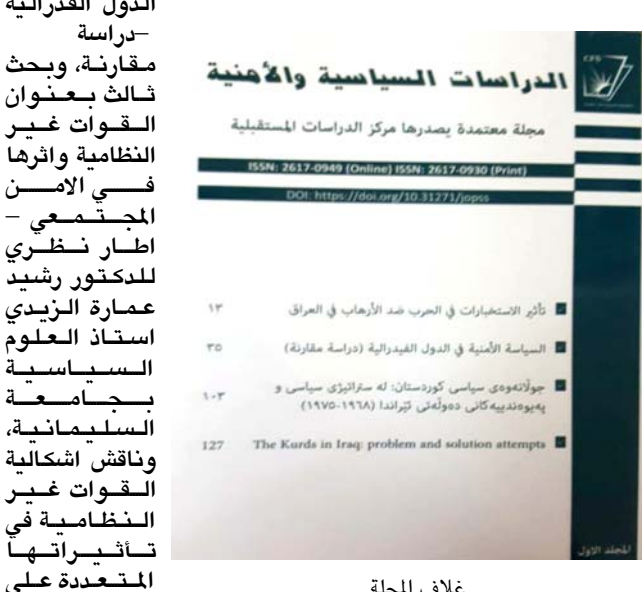 الدول الفدرالية
–دراسة
مقارنة، وبحث
ثالث بعنوان
القوات غير
النظامية واثرها
في الامن
المجتمعي –
اطار نظري
للدكتور رشيد
عمارة الزيدي
استاذ العلوم
السياسية
بجامعة
السليمانية،
وناقش اشكالية
القوات غير
النظامية في
تأثيراتها
المتعددة على
CFS
الدراسات السياسية والأمنية
مجلة معتمدة يصدرها مركز الدراسات المستقبلية
ISSN: 2617-0949 (Online) ISSN: 2617-0930 (Print)
DOI: https://doi.org/10.31271/jopss
تأثير الاستخبارات في الحرب ضد الأرهاب في العراق ١٣
السياسة الأمنية في الدول الفيدرالية (دراسة مقارنة) ٣٥
جوڵانەوەی سیاسی كوردستان: لە ستراتیژی سیاسی و
پەیوەندییەكانی دەوڵەتی ئێراندا (١٩٦٨-١٩٧٥) ١٠٣
The Kurds in Iraq: problem and solution attempts 127
المجلد الاول
غلاف المجلة